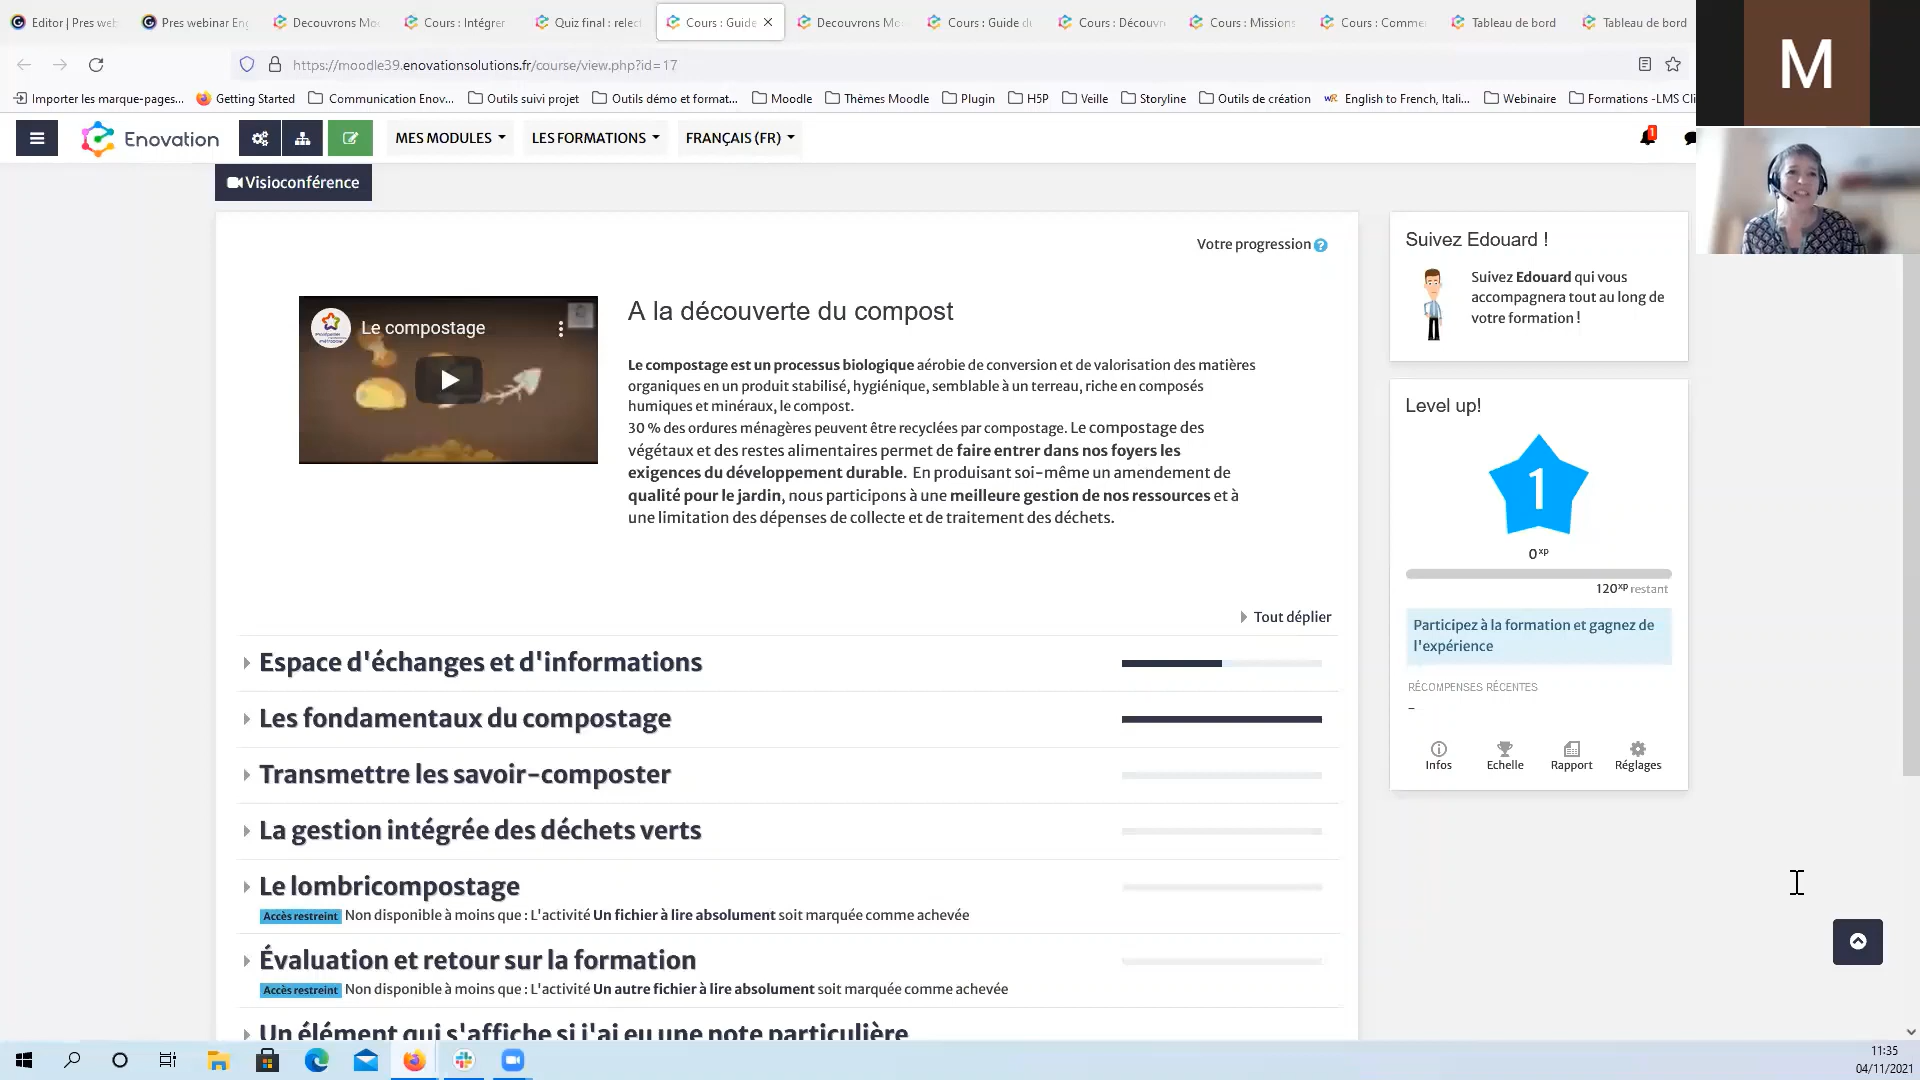 Editor | Pres web
Pres webinar Eng
Decouvrons Mo
Cours : Intégrer
Quiz final : relect
Cours : Guide
Decouvrons Mo
Cours : Guide du
Cours : Découvr
Cours : Missions
Cours : Comme
Tableau de bord
Tableau de bord
https://moodle39.enovationsolutions.fr/course/view.php?id=17
Importer les marque-pages...
Getting Started
Communication Enov...
Outils suivi projet
Outils démo et format...
Moodle
Thèmes Moodle
Plugin
H5P
Veille
Storyline
Outils de création
English to French, Itali...
Webinaire
Formations -LMS Cli
M
Enovation
MES MODULES
LES FORMATIONS
FRANÇAIS (FR)
1
Visioconférence
Votre progression
Le compostage
A la découverte du compost
Le compostage est un processus biologique aérobie de conversion et de valorisation des matières
organiques en un produit stabilisé, hygiénique, semblable à un terreau, riche en composés
humiques et minéraux, le compost.
30 % des ordures ménagères peuvent être recyclées par compostage. Le compostage des
végétaux et des restes alimentaires permet de faire entrer dans nos foyers les
exigences du développement durable. En produisant soi-même un amendement de
qualité pour le jardin, nous participons à une meilleure gestion de nos ressources et à
une limitation des dépenses de collecte et de traitement des déchets.
Tout déplier
Espace d'échanges et d'informations
Les fondamentaux du compostage
Transmettre les savoir-composter
La gestion intégrée des déchets verts
Le lombricompostage
Accès restreint Non disponible à moins que : L'activité Un fichier à lire absolument soit marquée comme achevée
Évaluation et retour sur la formation
Accès restreint Non disponible à moins que : L'activité Un autre fichier à lire absolument soit marquée comme achevée
Un élément qui s'affiche si j'ai eu une note particulière
Suivez Edouard !
Suivez Edouard qui vous
accompagnera tout au long de
votre formation !
Level up!
1
0xp
120xp restant
Participez à la formation et gagnez de
l'expérience
RÉCOMPENSES RÉCENTES
–
Infos
Echelle
Rapport
Réglages
11:35
04/11/2021